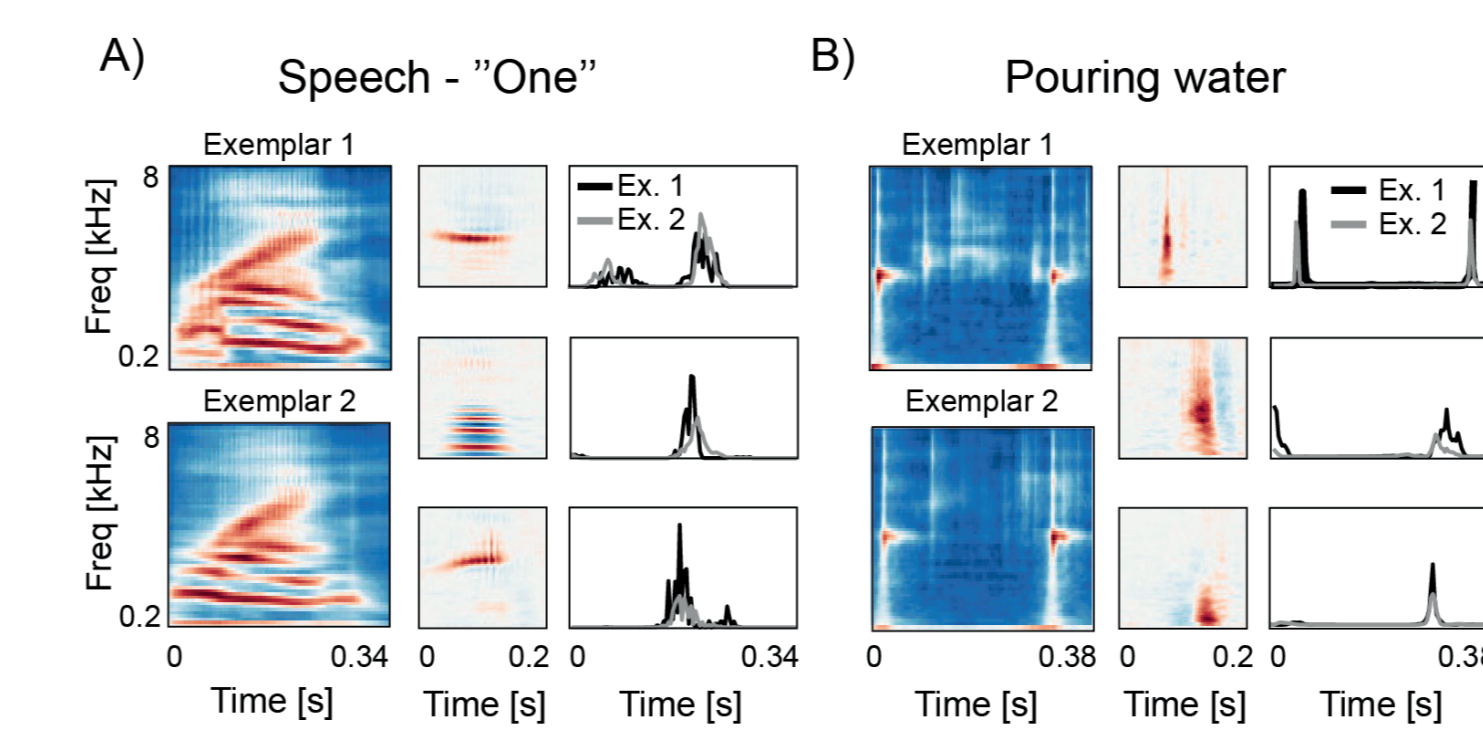 A)
Speech - ”One”
Exemplar 1
8
Freq [kHz]
0.2
Ex. 1
Ex. 2
Exemplar 2
8
Freq [kHz]
0.2
0 0.34
Time [s]
0 0.2
Time [s]
0 0.34
Time [s]
B)
Pouring water
Exemplar 1
Ex. 1
Ex. 2
Exemplar 2
0 0.38
Time [s]
0 0.2
Time [s]
0 0.38
Time [s]